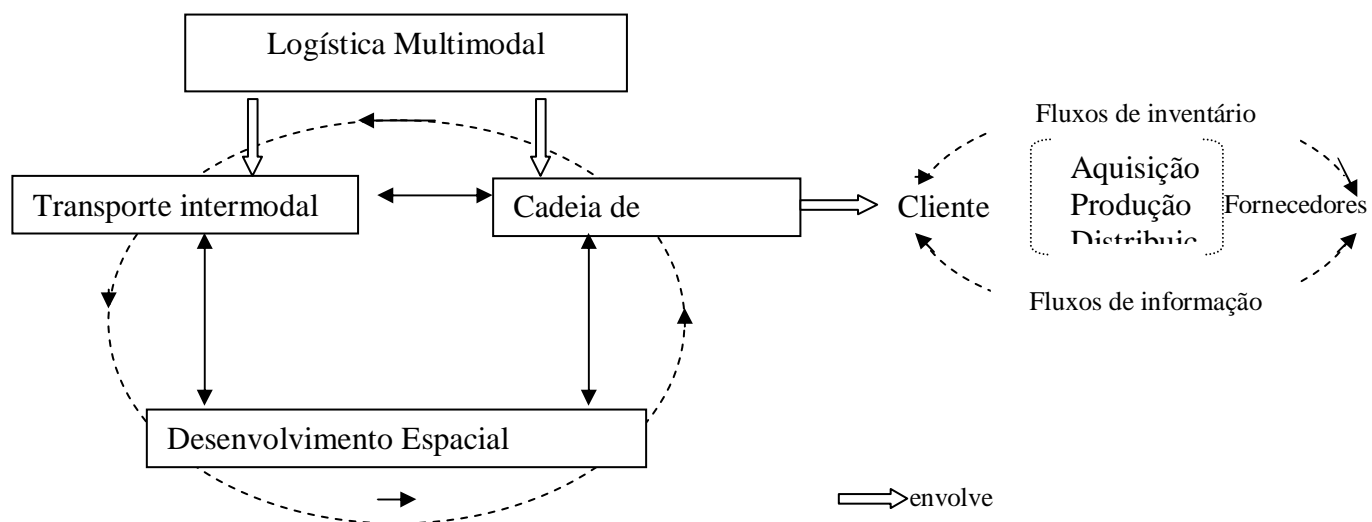 Logística Multimodal
Fluxos de inventário
Transporte intermodal
Cadeia de
Cliente
Aquisição
Produção
Fornecedores
Fluxos de informação
Desenvolvimento Espacial
envolve